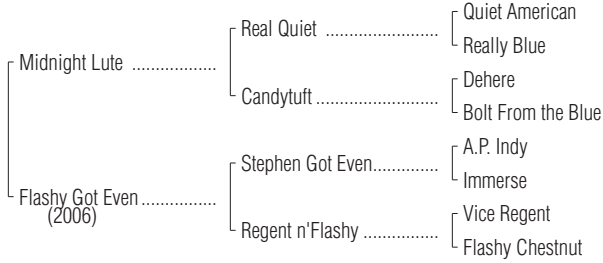 Quiet American
Real Quiet ....................
Really Blue
Midnight Lute ...................
Dehere
Candytuft ......................
Bolt From the Blue
A.P. Indy
Stephen Got Even..............
Immerse
Flashy Got Even .................
(2006)
Vice Regent
Regent n'Flashy .................
Flashy Chestnut